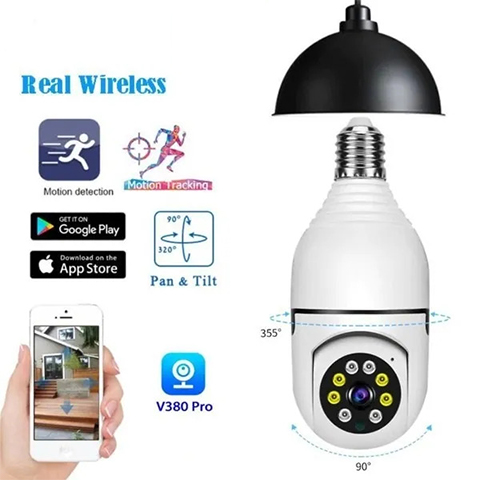 Real Wireless
Motion detection
Motion Tracking
GET IT ON
Google Play
Download on the
App Store
90°
320°
Pan & Tilt
V380 Pro
355°
90°